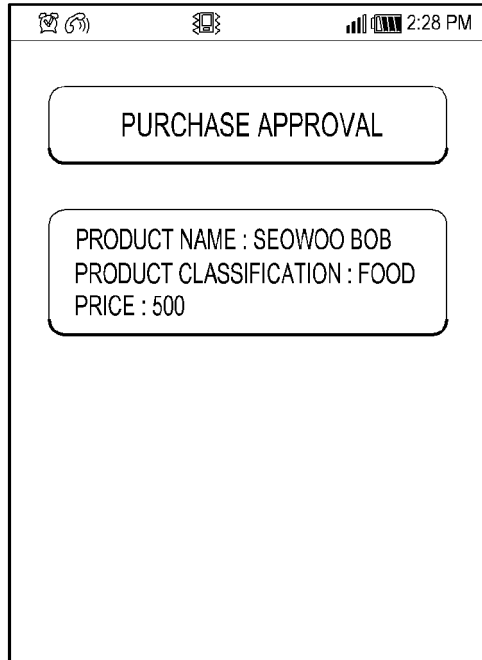 2:28 PM
PURCHASE APPROVAL
PRODUCT NAME : SEOWOO BOB
PRODUCT CLASSIFICATION : FOOD
PRICE : 500